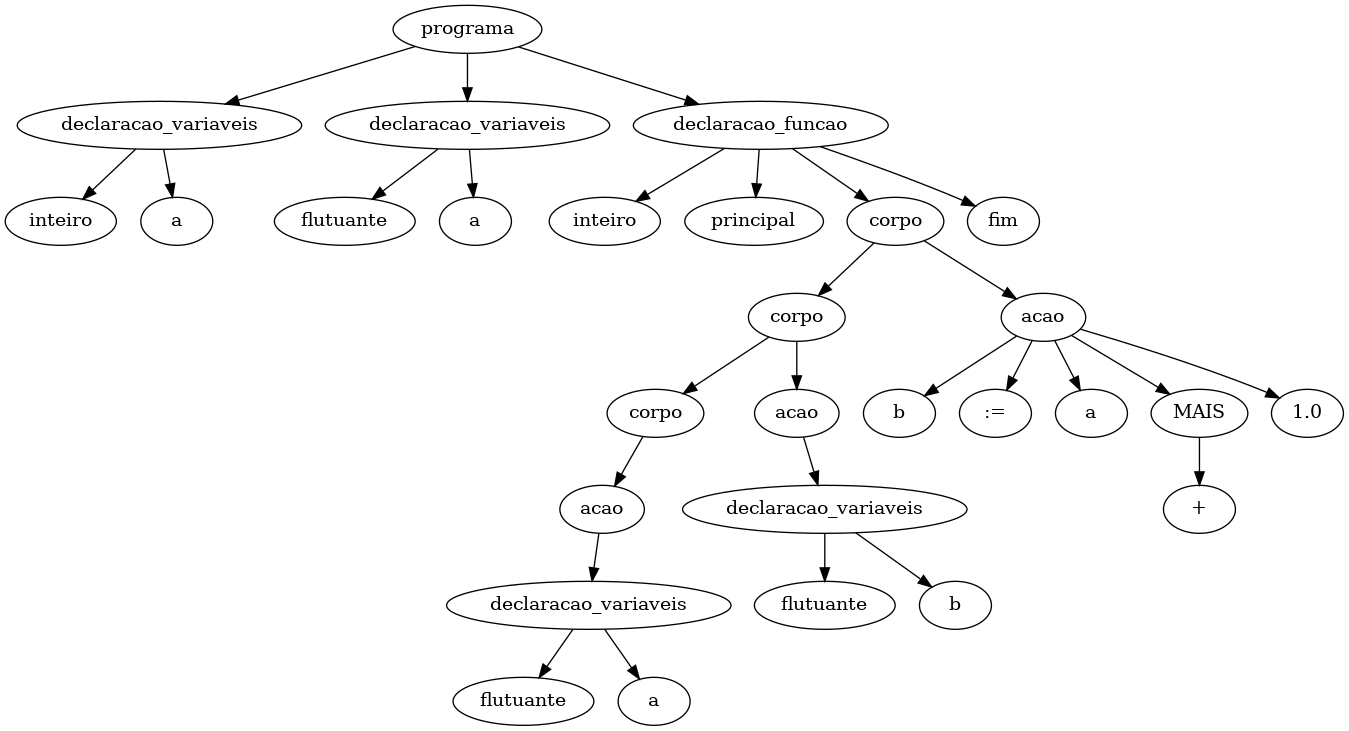 programa
declaracao_variaveis
declaracao_variaveis
declaracao_funcao
inteiro
a
flutuante
a
inteiro
principal
corpo
fim
corpo
acao
corpo
acao
b
:=
a
MAIS
1.0
acao
declaracao_variaveis
+
declaracao_variaveis
flutuante
b
flutuante
a